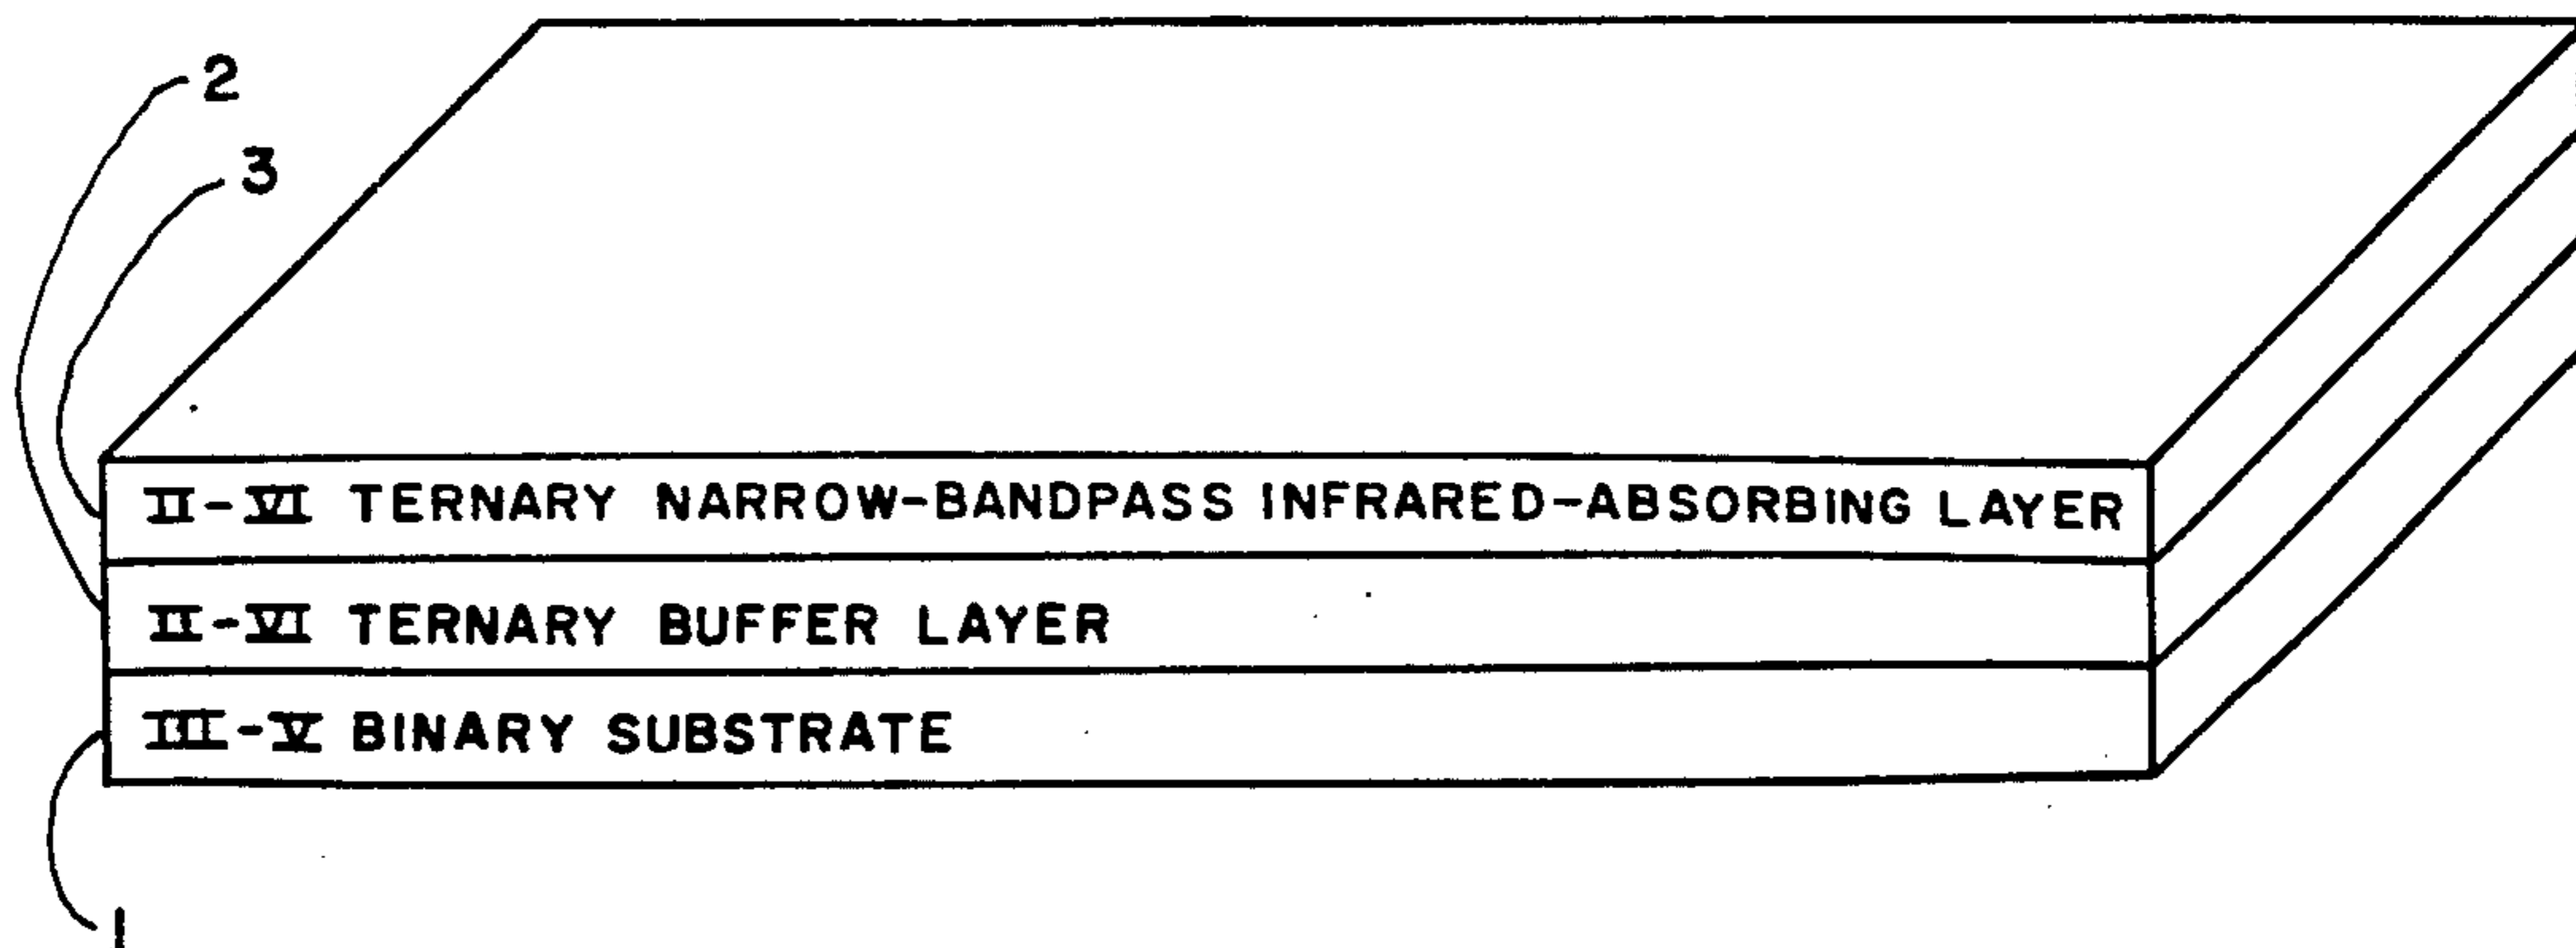 2
3
II-VI TERNARY NARROW-BANDPASS INFRARED-ABSORBING LAYER
II-VI TERNARY BUFFER LAYER
III-V BINARY SUBSTRATE
1